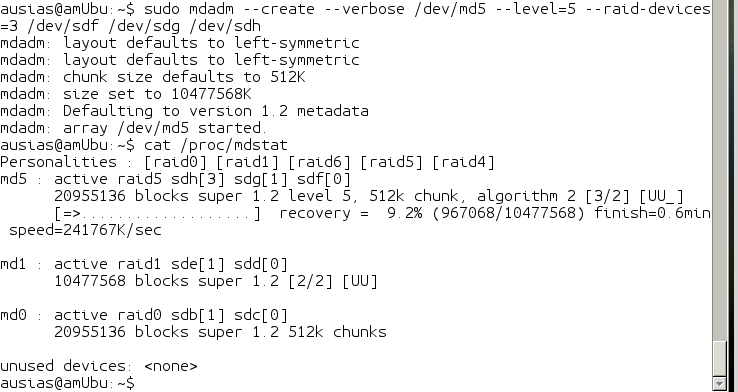 ausias@amUbu:~$ sudo mdadm --create --verbose /dev/md5 --level=5 --raid-devices
=3 /dev/sdf /dev/sdg /dev/sdh
mdadm: layout defaults to left-symmetric
mdadm: layout defaults to left-symmetric
mdadm: chunk size defaults to 512K
mdadm: size set to 10477568K
mdadm: Defaulting to version 1.2 metadata
mdadm: array /dev/md5 started.
ausias@amUbu:~$ cat /proc/mdstat
Personalities : [raid0] [raid1] [raid6] [raid5] [raid4]
md5 : active raid5 sdh[3] sdg[1] sdf[0]
      20955136 blocks super 1.2 level 5, 512k chunk, algorithm 2 [3/2] [UU_]
      [=>...................]  recovery =  9.2% (967068/10477568) finish=0.6min
 speed=241767K/sec
md1 : active raid1 sde[1] sdd[0]
      10477568 blocks super 1.2 [2/2] [UU]
md0 : active raid0 sdb[1] sdc[0]
      20955136 blocks super 1.2 512k chunks
unused devices: <none>
ausias@amUbu:~$